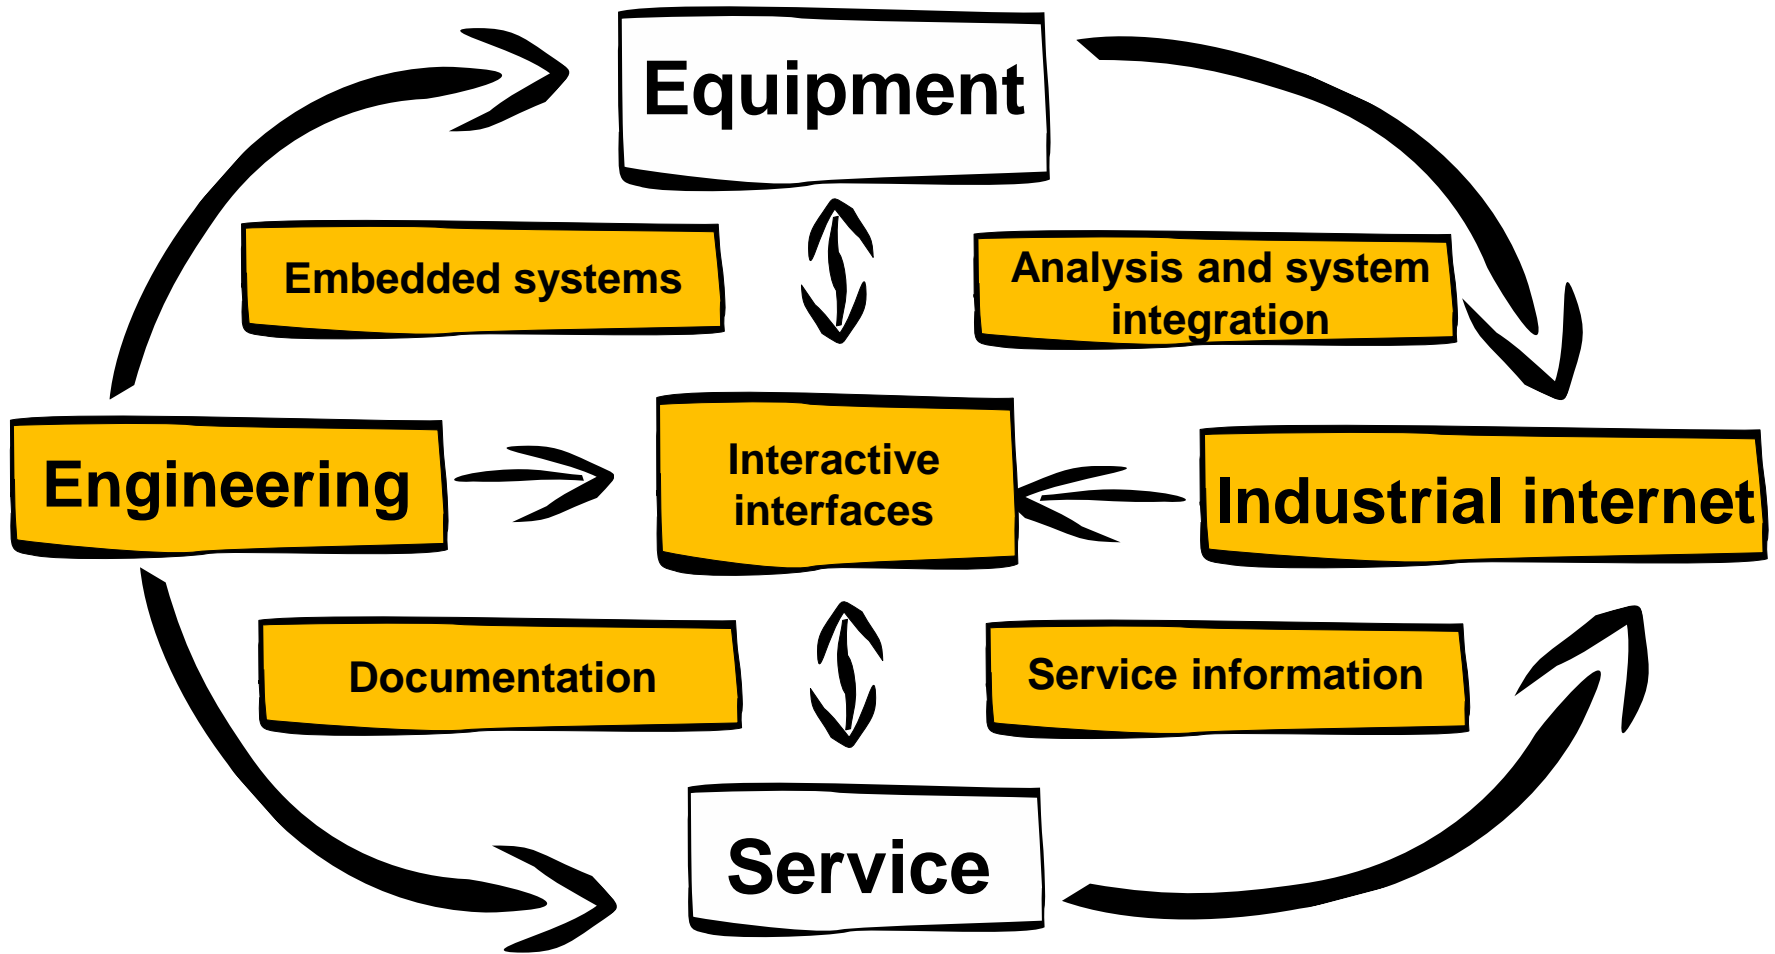 Equipment
Embedded systems
Analysis and system
integration
Engineering
Interactive
interfaces
Industrial internet
Documentation
Service information
Service